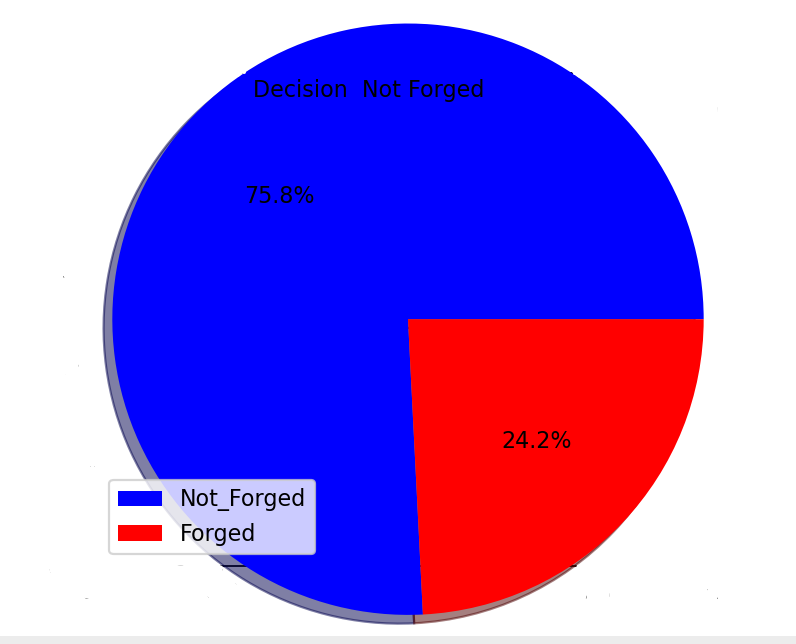 Decision  Not Forged
75.8%
24.2%
Not_Forged
Forged